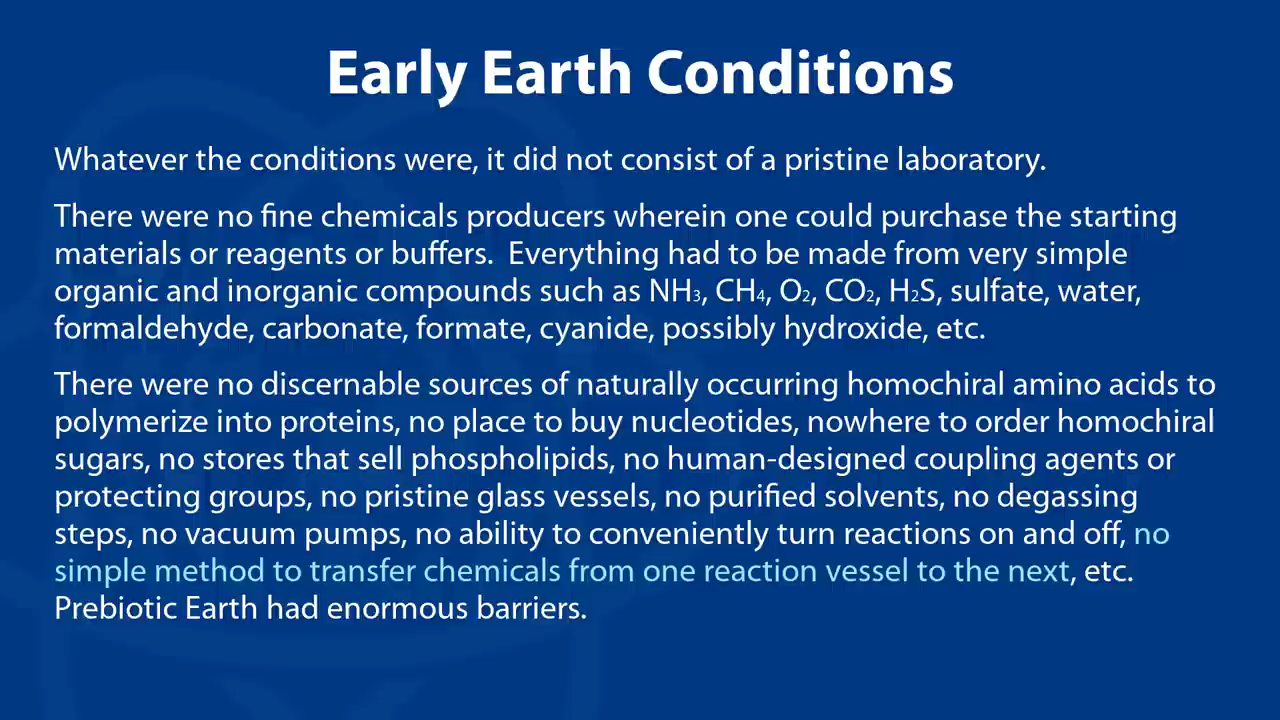 Early Earth Conditions
Whatever the conditions were, it did not consist of a pristine laboratory.
There were no fine chemicals producers wherein one could purchase the starting
materials or reagents or buffers.  Everything had to be made from very simple
organic and inorganic compounds such as NH₃, CH₄, O₂, CO₂, H₂S, sulfate, water,
formaldehyde, carbonate, formate, cyanide, possibly hydroxide, etc.
There were no discernable sources of naturally occurring homochiral amino acids to
polymerize into proteins, no place to buy nucleotides, nowhere to order homochiral
sugars, no stores that sell phospholipids, no human-designed coupling agents or
protecting groups, no pristine glass vessels, no purified solvents, no degassing
steps, no vacuum pumps, no ability to conveniently turn reactions on and off, no
simple method to transfer chemicals from one reaction vessel to the next, etc.
Prebiotic Earth had enormous barriers.